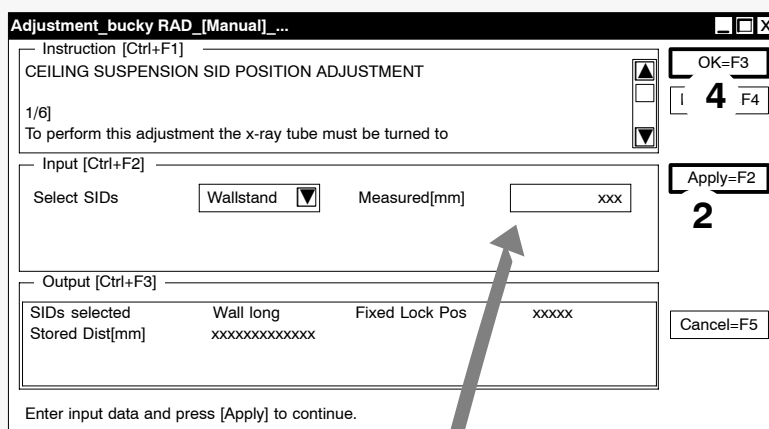 Adjustment_bucky RAD_[Manual]_...
Instruction [Ctrl+F1]
CEILING SUSPENSION SID POSITION ADJUSTMENT
1/6]
To perform this adjustment the x-ray tube must be turned to
OK=F3
4
F4
Input [Ctrl+F2]
Select SIDs Wallstand Measured[mm] xxx
Apply=F2
2
Output [Ctrl+F3]
SIDs selected Wall long Fixed Lock Pos xxxxx
Stored Dist[mm] xxxxxxxxxxxxx
Cancel=F5
Enter input data and press [Apply] to continue.